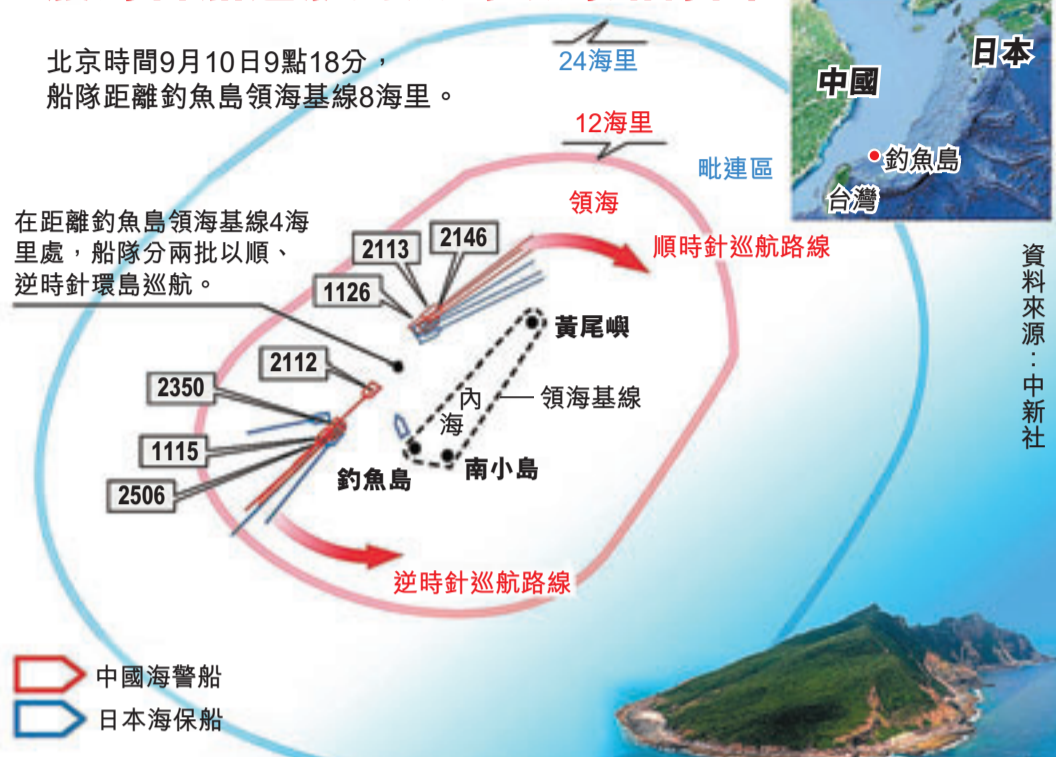 北京時間9月10日9點18分，
船隊距離釣魚島領海基線8海里。
24海里
12海里
毗連區
領海
中國
日本
釣魚島
台灣
在距離釣魚島領海基線4海
里處，船隊分兩批以順、
逆時針環島巡航。
2113
2146
1126
順時針巡航路線
黃尾嶼
2112
2350
1115
2506
內
海
領海基線
釣魚島
南小島
逆時針巡航路線
資料來源：中新社
中國海警船
日本海保船